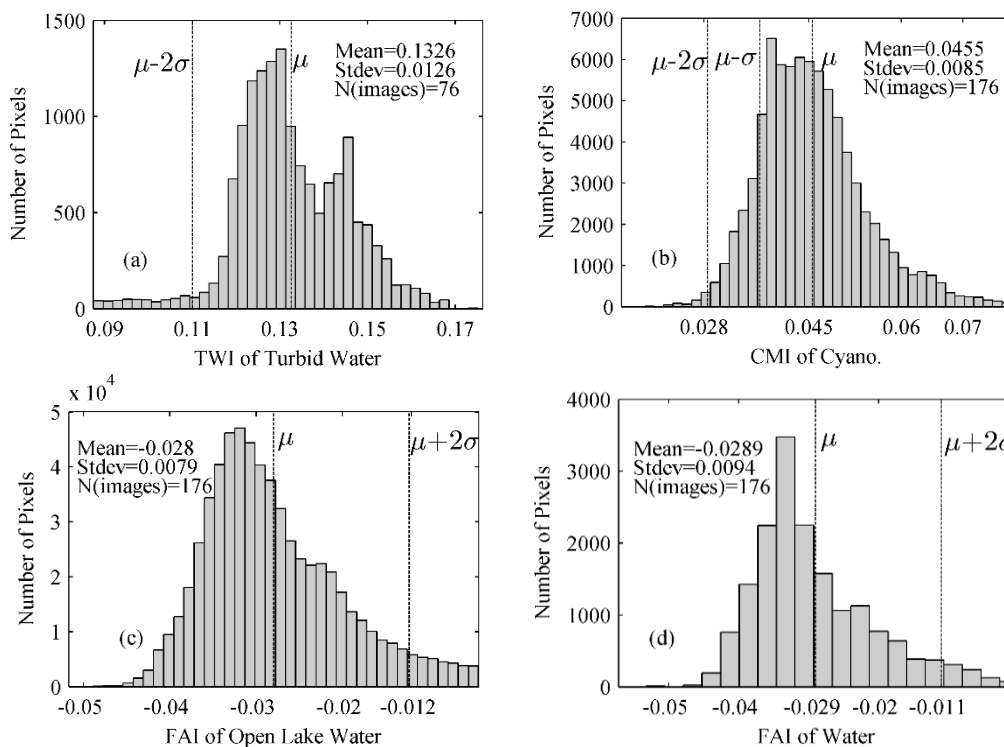 1500
1000
500
0
Number of Pixels
μ-2σ
μ
Mean=0.1326
Stdev=0.0126
N(images)=76
(a)
0.09 0.11 0.13 0.15 0.17
TWI of Turbid Water
7000
6000
5000
4000
3000
2000
1000
0
Number of Pixels
μ-2σ
μ-σ
μ
Mean=0.0455
Stdev=0.0085
N(images)=176
(b)
0.028 0.045 0.06 0.07
CMI of Cyano.
x 10^4
5
4
3
2
1
0
Number of Pixels
Mean=-0.028
Stdev=0.0079
N(images)=176
μ
μ+2σ
(c)
-0.05 -0.04 -0.03 -0.02 -0.012
FAI of Open Lake Water
4000
3000
2000
1000
0
Number of Pixels
Mean=-0.0289
Stdev=0.0094
N(images)=176
μ
μ+2σ
(d)
-0.05 -0.04 -0.029 -0.02 -0.011
FAI of Water